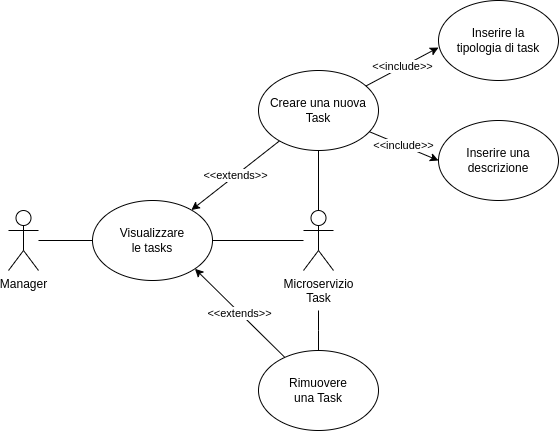 Inserire la
tipologia di task
<<include>>
Creare una nuova
Task
<<include>>
Inserire una
descrizione
<<extends>>
Visualizzare
le tasks
Manager
Microservizio
Task
<<extends>>
Rimuovere
una Task